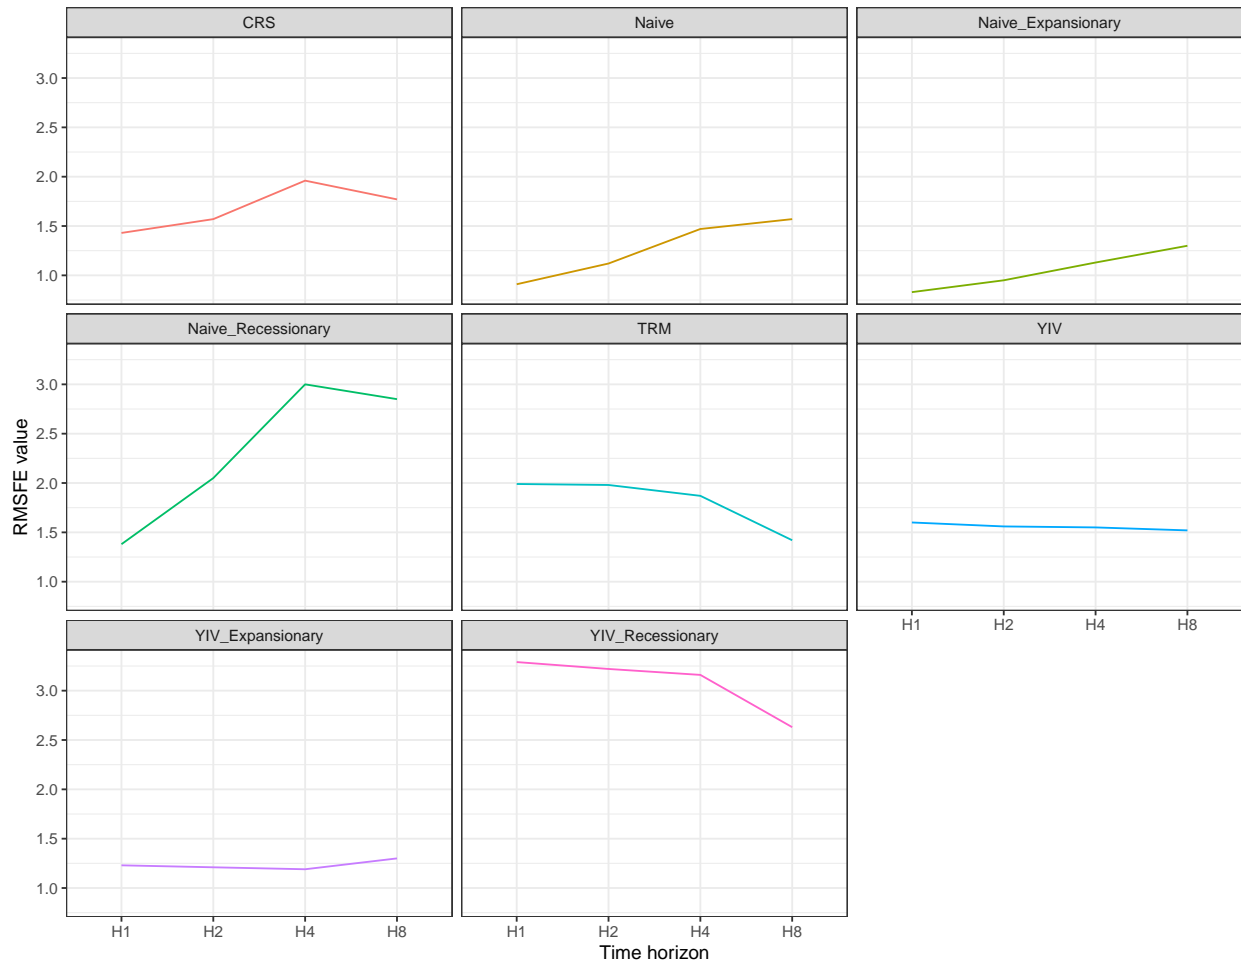 CRS
Naive
Naive_Expansionary
3.0
2.5
2.0
1.5
1.0
Naive_Recessionary
TRM
YIV
3.0
2.5
2.0
1.5
1.0
H1 H2 H4 H8
YIV_Expansionary
YIV_Recessionary
3.0
2.5
2.0
1.5
1.0
H1 H2 H4 H8
H1 H2 H4 H8
Time horizon
RMSFE value